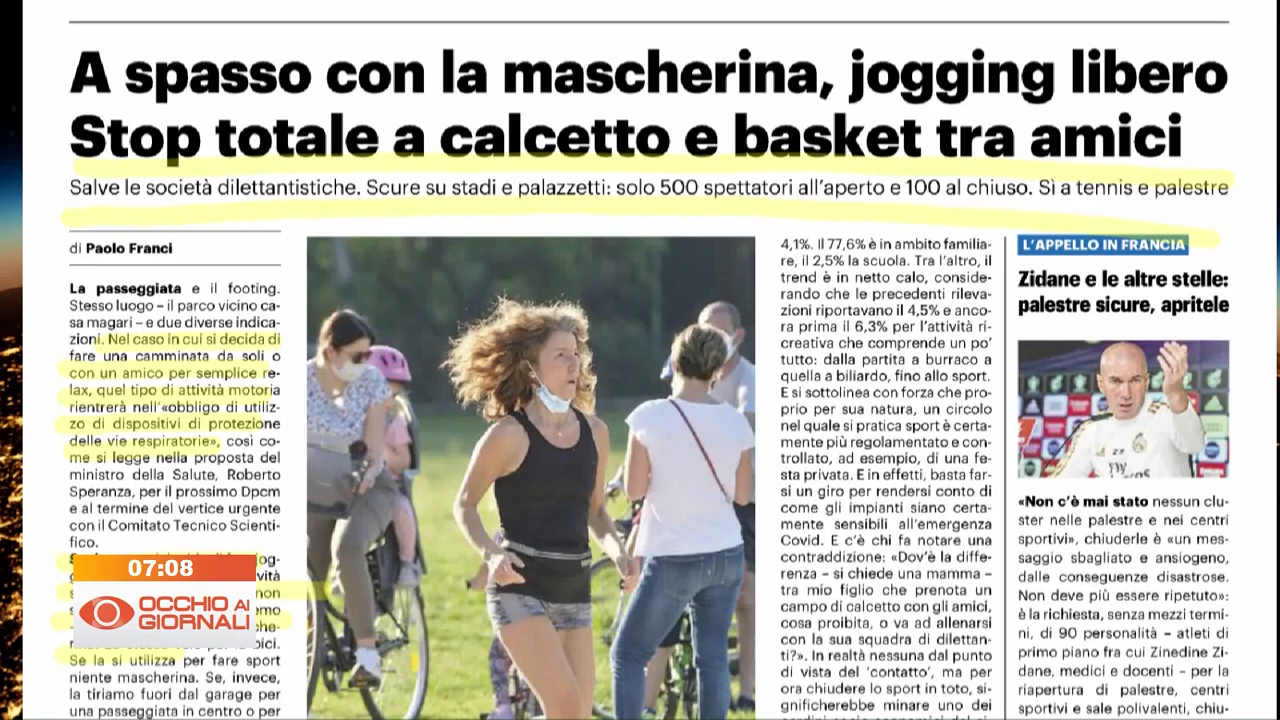 A spasso con la mascherina, jogging libero
Stop totale a calcetto e basket tra amici
Salve le società dilettantistiche. Scure su stadi e palazzetti: solo 500 spettatori all'aperto e 100 al chiuso. Sì a tennis e palestre
di Paolo Franci
La passeggiata e il footing.
Stesso luogo – il parco vicino ca-
sa magari – e due diverse indica-
zioni. Nel caso in cui si decida di
fare una camminata da soli o
con un amico per semplice re-
lax, quel tipo di attività motoria
rientrerà nell'«obbligo di utiliz-
zo di dispositivi di protezione
delle vie respiratorie», così co-
me si legge nella proposta del
ministro della Salute, Roberto
Speranza, per il prossimo Dpcm
e al termine del vertice urgente
con il Comitato Tecnico Scienti-
fico.
07:08
OCCHIO AI
GIORNALI
Se la si utilizza per fare sport
niente mascherina. Se, invece,
la tiriamo fuori dal garage per
una passeggiata in centro o per
4,1%. Il 77,6% è in ambito familia-
re, il 2,5% la scuola. Tra l'altro, il
trend è in netto calo, conside-
rando che le precedenti rileva-
zioni riportavano il 4,5% e anco-
ra prima il 6,3% per l'attività ri-
creativa che comprende un po'
tutto: dalla partita a burraco a
quella a biliardo, fino allo sport.
E si sottolinea con forza che pro-
prio per sua natura, un circolo
nel quale si pratica sport è certa-
mente più regolamentato e con-
trollato, ad esempio, di una fe-
sta privata. E in effetti, basta far-
si un giro per rendersi conto di
come gli impianti siano certa-
mente sensibili all'emergenza
Covid. E c'è chi fa notare una
contraddizione: «Dov'è la diffe-
renza – si chiede una mamma –
tra mio figlio che prenota un
campo di calcetto con gli amici,
cosa proibita, o va ad allenarsi
con la sua squadra di dilettan-
ti?». In realtà nessuna dal punto
di vista del 'contatto', ma per
ora chiudere lo sport in toto, si-
gnificherebbe minare uno dei
L'APPELLO IN FRANCIA
Zidane e le altre stelle:
palestre sicure, apritele
«Non c'è mai stato nessun clu-
ster nelle palestre e nei centri
sportivi», chiuderle è «un mes-
saggio sbagliato e ansiogeno,
dalle conseguenze disastrose.
Non deve più essere ripetuto»:
è la richiesta, senza mezzi termi-
ni, di 90 personalità – atleti di
primo piano fra cui Zinedine Zi-
dane, medici e docenti – per la
riapertura di palestre, centri
sportivi e sale polivalenti, chiu-